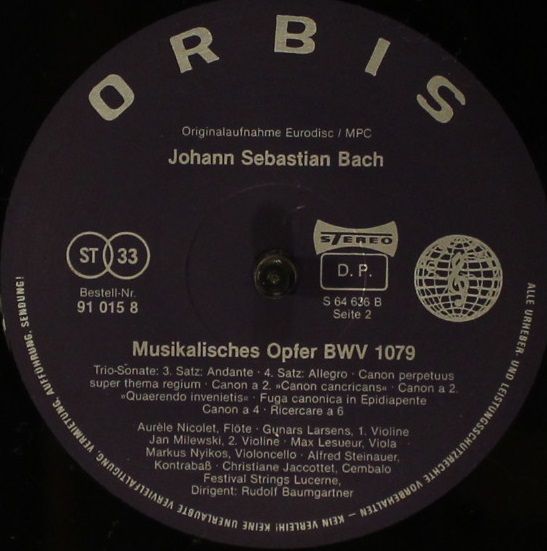 ORBIS
Originalaufnahme Eurodisc / MPC
Johann Sebastian Bach
ST 33
STEREO
D. P.
Bestell-Nr.
91 015 8
S 64 636 B
Seite 2
Musikalisches Opfer BWV 1079
Trio-Sonate: 3. Satz: Andante · 4. Satz: Allegro · Canon perpetuus
super thema regium · Canon a 2. »Canon cancricans« · Canon a 2.
»Quaerendo invenietis« · Fuga canonica in Epidiapente
Canon a 4 · Ricercare a 6
Aurèle Nicolet, Flöte · Gunars Larsens, 1. Violine
Jan Milewski, 2. Violine · Max Lesueur, Viola
Markus Nyikos, Violoncello · Alfred Steinauer,
Kontrabaß · Christiane Jaccottet, Cembalo
Festival Strings Lucerne,
Dirigent: Rudolf Baumgartner
ALLE URHEBER- UND LEISTUNGSSCHUTZRECHTE VORBEHALTEN – KEIN VERLEIH! KEINE UNERLAUBTE VERVIELFÄLTIGUNG, VERMIETUNG, AUFFÜHRUNG, SENDUNG!